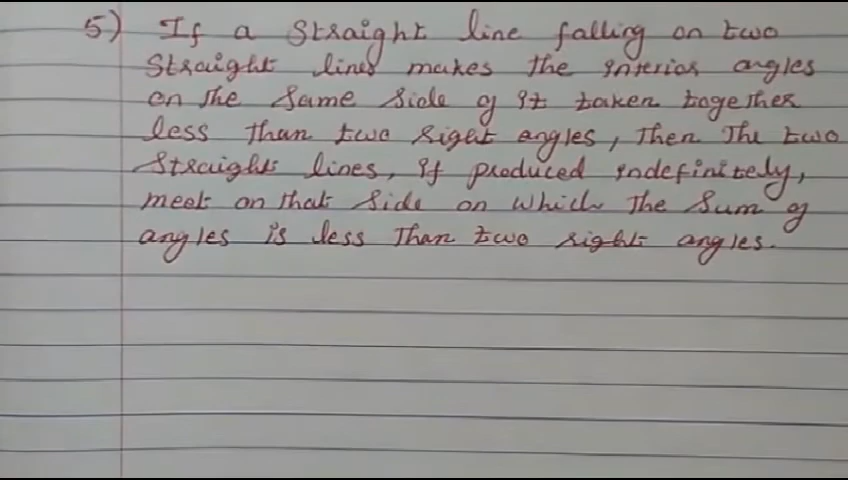 5) If a straight line falling on two
straight lines makes the interior angles
on the same side of it taken together
less than two right angles, then the two
straight lines, if produced indefinitely,
meet on that side on which the sum of
angles is less than two right angles.